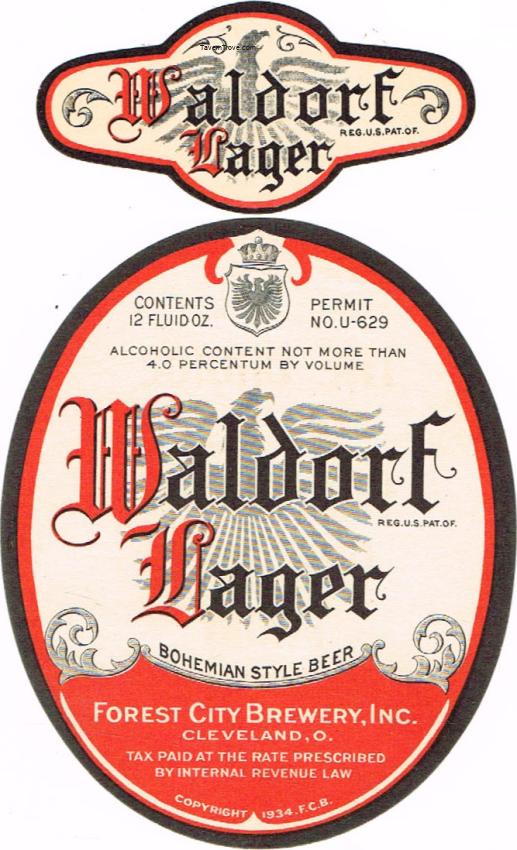 TavernTrove.com
Waldorf
REG.U.S.PAT.OF.
Lager
CONTENTS
12 FLUID OZ.
PERMIT
NO.U-629
ALCOHOLIC CONTENT NOT MORE THAN
4.0 PERCENTUM BY VOLUME
Waldorf
REG.U.S.PAT.OF.
Lager
BOHEMIAN STYLE BEER
FOREST CITY BREWERY, INC.
CLEVELAND, O.
TAX PAID AT THE RATE PRESCRIBED
BY INTERNAL REVENUE LAW
COPYRIGHT 1934. F.C.B.